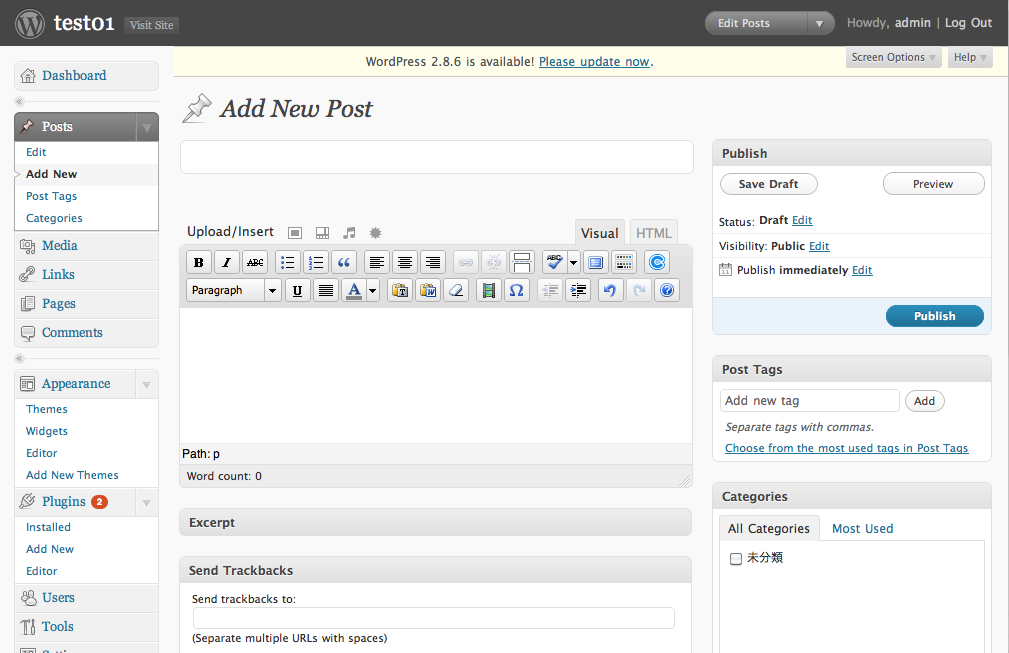 test01 Visit Site
Edit Posts
Howdy, admin | Log Out
WordPress 2.8.6 is available! Please update now.
Screen Options
Help
Dashboard
Posts
Edit
Add New
Post Tags
Categories
Media
Links
Pages
Comments
Appearance
Themes
Widgets
Editor
Add New Themes
Plugins 2
Installed
Add New
Editor
Users
Tools
Add New Post
Upload/Insert
Visual
HTML
B I ABC ABC
Paragraph U A
Path: p
Word count: 0
Excerpt
Send Trackbacks
Send trackbacks to:
(Separate multiple URLs with spaces)
Publish
Save Draft
Preview
Status: Draft Edit
Visibility: Public Edit
Publish immediately Edit
Publish
Post Tags
Add new tag
Add
Separate tags with commas.
Choose from the most used tags in Post Tags
Categories
All Categories
Most Used
未分類